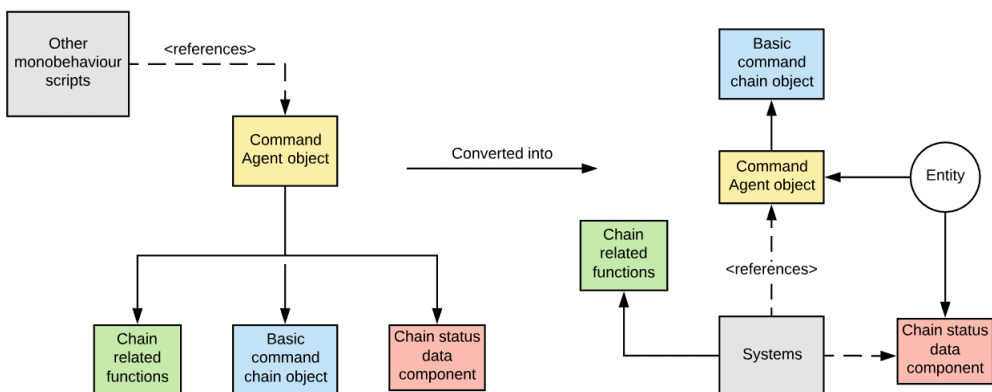 Other
monobehaviour
scripts
<references>
Command
Agent object
Chain
related
functions
Basic
command
chain object
Chain status
data
component
Converted into
Basic
command
chain object
Command
Agent object
Entity
Chain
related
functions
<references>
Systems
Chain status
data
component